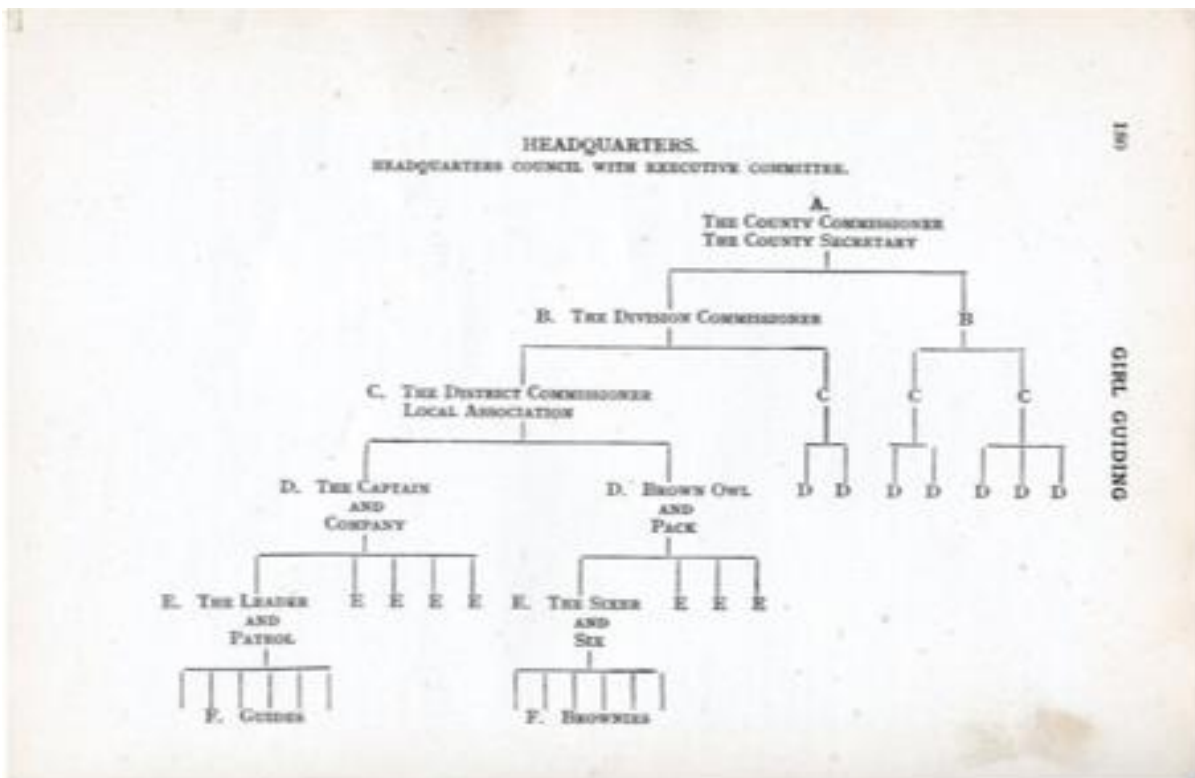 HEADQUARTERS.
HEADQUARTERS COUNCIL WITH EXECUTIVE COMMITTEE.
A.
THE COUNTY COMMISSIONER
THE COUNTY SECRETARY
B. THE DIVISION COMMISSIONER B
C. THE DISTRICT COMMISSIONER C C C
LOCAL ASSOCIATION
D. THE CAPTAIN D. BROWN OWL D D D D D D D
AND AND
COMPANY PACK
E. THE LEADER E E E E E. THE SIXER E E E
AND AND
PATROL SIX
F. GUIDES F. BROWNIES
GIRL GUIDING